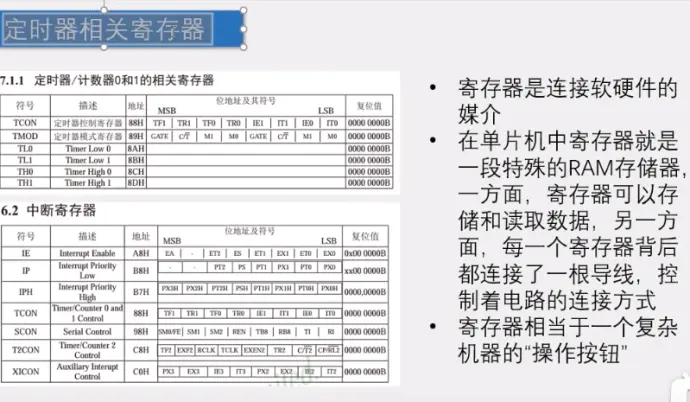 定时器相关寄存器
7.1.1 定时器/计数器0和1的相关寄存器
符号 描述 地址 位地址及其符号 MSB LSB 复位值
TCON 定时器控制寄存器 88H TF1 TR1 TF0 TR0 IE1 IT1 IE0 IT0 0000 0000B
TMOD 定时器模式寄存器 89H GATE C/T M1 M0 GATE C/T M1 M0 0000 0000B
TL0 Timer Low 0 8AH 0000 0000B
TL1 Timer Low 1 8BH 0000 0000B
TH0 Timer High 0 8CH 0000 0000B
TH1 Timer High 1 8DH 0000 0000B
6.2 中断寄存器
符号 描述 地址 位地址及其符号 MSB LSB 复位值
IE Interrupt Enable A8H EA - ET2 ES ET1 EX1 ET0 EX0 0x00 0000B
IP Interrupt Priority Low B8H - - PT2 PS PT1 PX1 PT0 PX0 xx00 0000B
IPH Interrupt Priority High B7H PX3H PX2H PT2H PSH PT1H PX1H PT0H PX0H 0000,0000B
TCON Timer/Counter 0 and 1 Control 88H TF1 TR1 TF0 TR0 IE1 IT1 IE0 IT0 0000 0000B
SCON Serial Control 98H SM0/FE SM1 SM2 REN TB8 RB8 TI RI 0000 0000B
T2CON Timer/Counter 2 Control C8H TF2 EXF2 RCLK TCLK EXEN2 TR2 C/T2 CP/RL2 0000 0000B
XICON Auxiliary Interupt Control C0H PX3 EX3 IE3 IT3 PX2 EX2 IE2 IT2 0000 0000B
• 寄存器是连接软硬件的
媒介
• 在单片机中寄存器就是
一段特殊的RAM存储器，
一方面，寄存器可以存
储和读取数据，另一方
面，每一个寄存器背后
都连接了一根导线，控
制着电路的连接方式
• 寄存器相当于一个复杂
机器的“操作按钮”